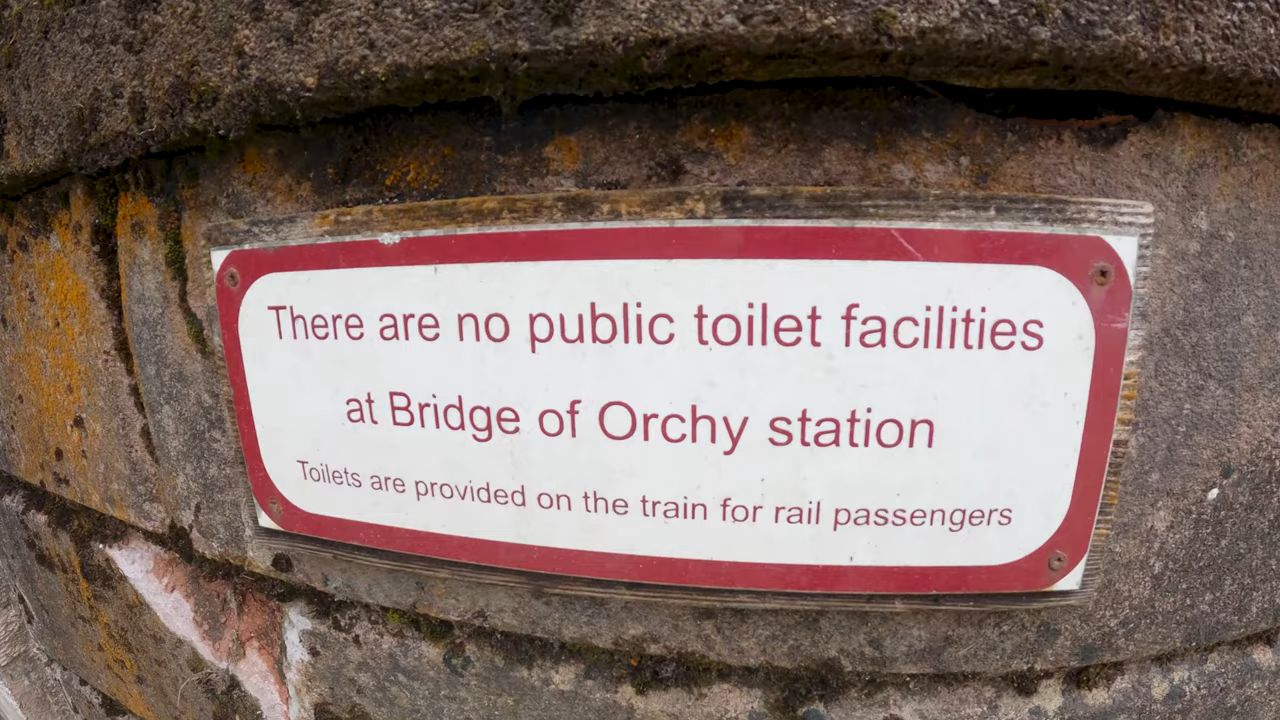 There are no public toilet facilities
at Bridge of Orchy station
Toilets are provided on the train for rail passengers